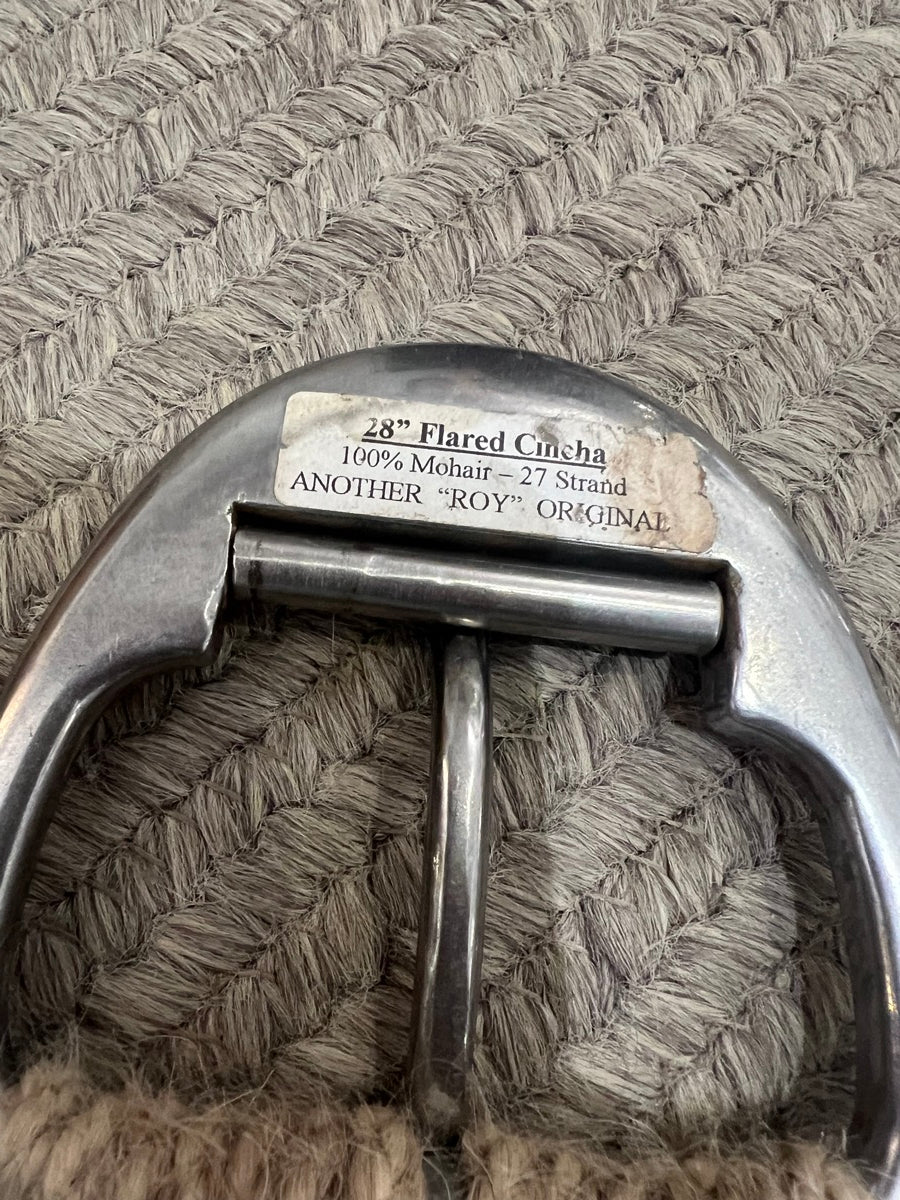 28” Flared Cincha
100% Mohair – 27 Strand
ANOTHER “ROY” ORIGINAL